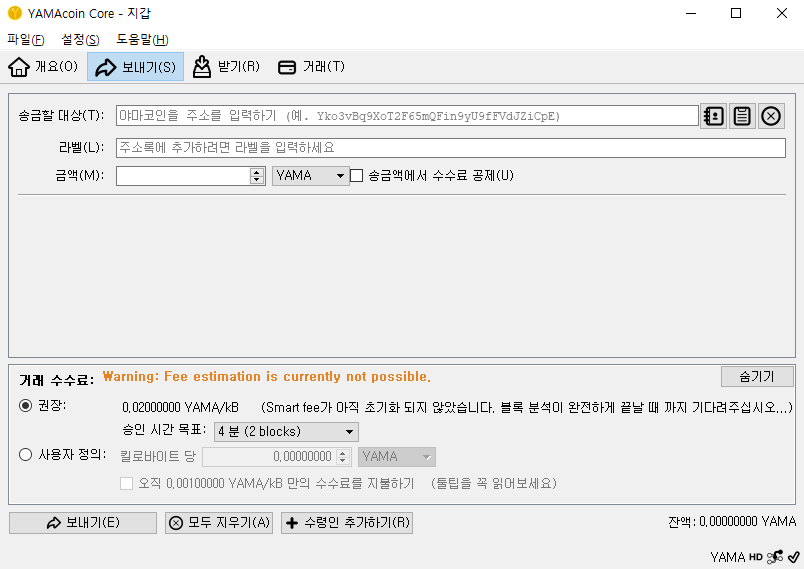 YAMAcoin Core - 지갑
파일(F) 설정(S) 도움말(H)
개요(O) 보내기(S) 받기(R) 거래(T)
송금할 대상(T): 야마코인을 주소를 입력하기 (예. Yko3vBq9XoT2F65mQFin9yU9fFVdJZiCpE)
라벨(L): 주소록에 추가하려면 라벨을 입력하세요
금액(M): YAMA 송금액에서 수수료 공제(U)
거래 수수료: Warning: Fee estimation is currently not possible. 숨기기
권장: 0,02000000 YAMA/kB (Smart fee가 아직 초기화 되지 않았습니다. 블록 분석이 완전하게 끝날 때 까지 기다려주십시오...)
승인 시간 목표: 4 분 (2 blocks)
사용자 정의: 킬로바이트 당 0,00000000 YAMA
오직 0,00100000 YAMA/kB 만의 수수료를 지불하기 (툴팁을 꼭 읽어보세요)
보내기(E) 모두 지우기(A) 수령인 추가하기(R) 잔액: 0,00000000 YAMA
YAMA HD